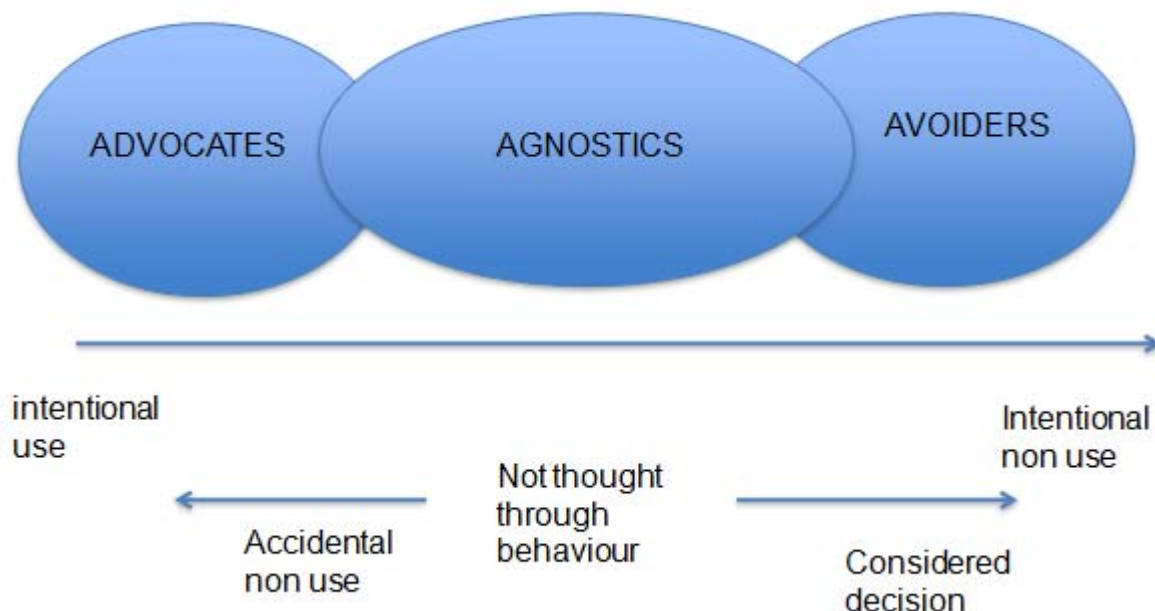 ADVOCATES
AGNOSTICS
AVOIDERS
intentional
use
Intentional
non use
Not thought
through
behaviour
Accidental
non use
Considered
decision